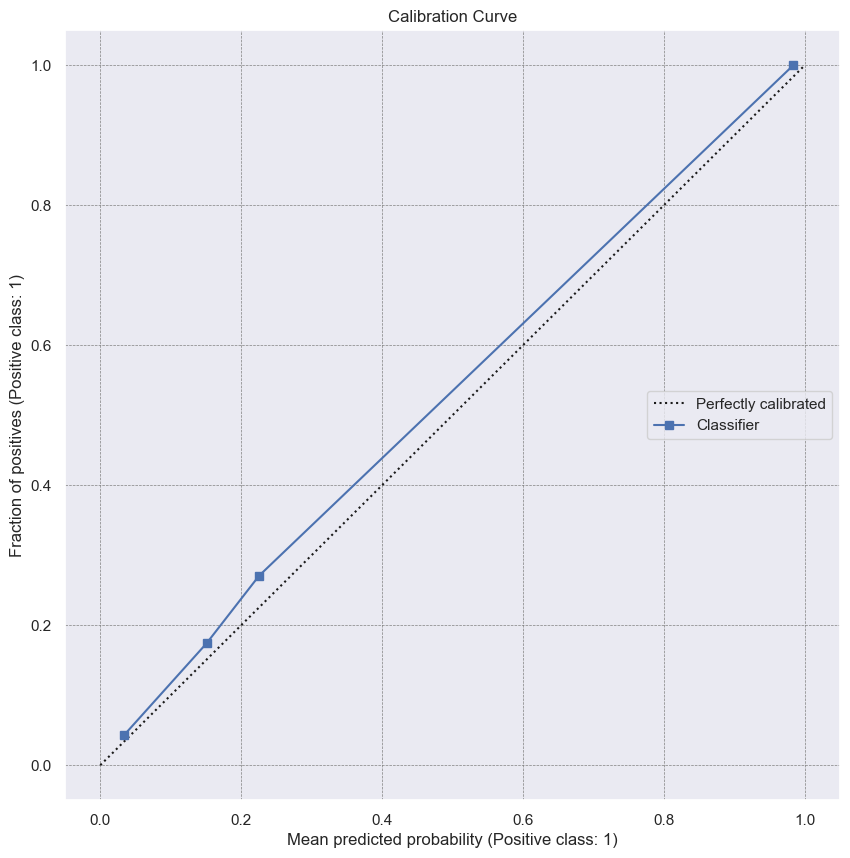 Calibration Curve
Fraction of positives (Positive class: 1)
1.0
0.8
0.6
0.4
0.2
0.0
Perfectly calibrated
Classifier
0.0 0.2 0.4 0.6 0.8 1.0
Mean predicted probability (Positive class: 1)